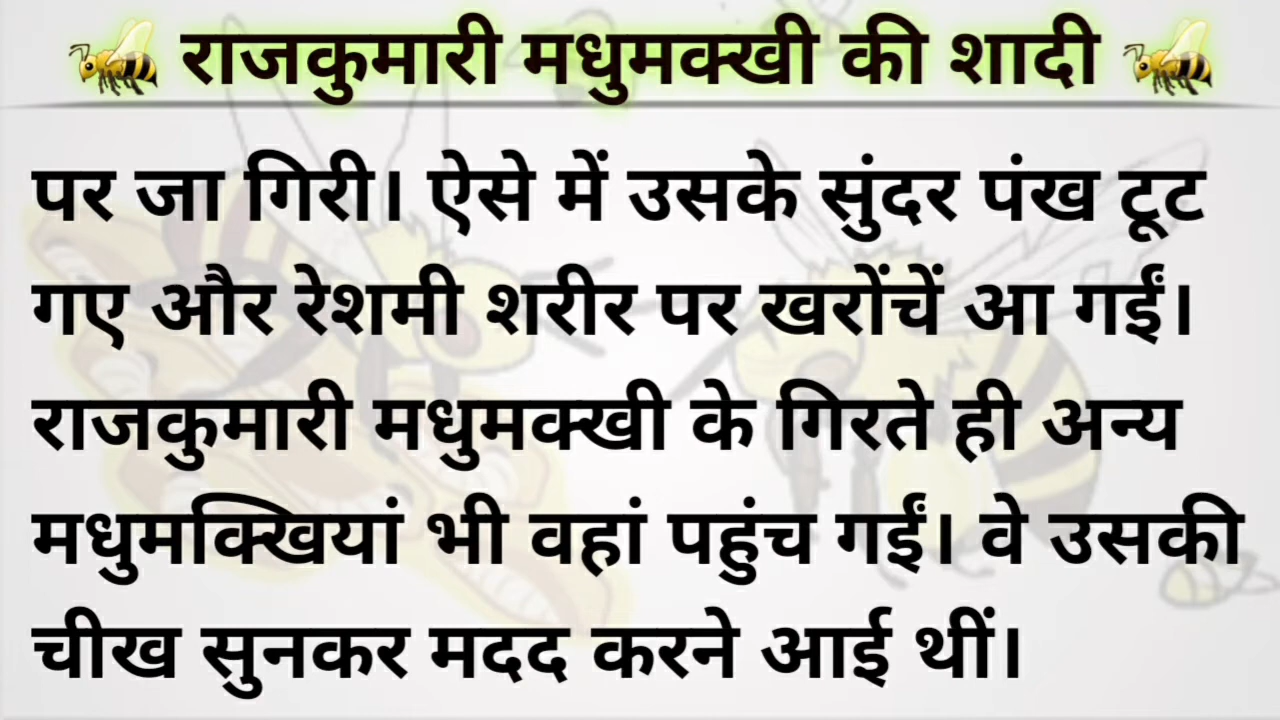 🐝 राजकुमारी मधुमक्खी की शादी 🐝
पर जा गिरी। ऐसे में उसके सुंदर पंख टूट
गए और रेशमी शरीर पर खरोंचें आ गईं।
राजकुमारी मधुमक्खी के गिरते ही अन्य
मधुमक्खियां भी वहां पहुंच गईं। वे उसकी
चीख सुनकर मदद करने आई थीं।